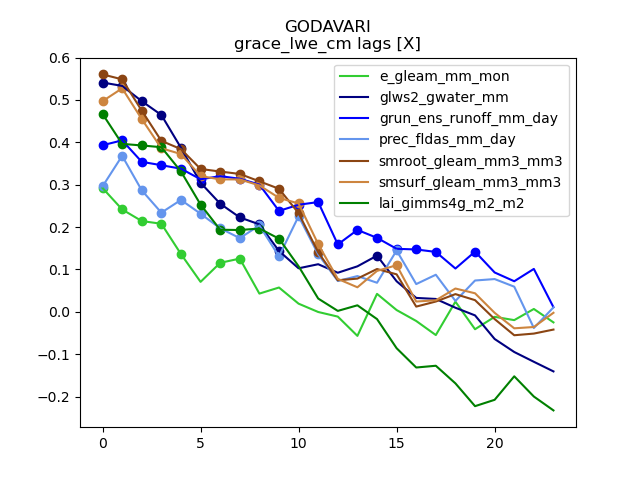 GODAVARI
grace_lwe_cm lags [X]
0.6
0.5
0.4
0.3
0.2
0.1
0.0
−0.1
−0.2
0
5
10
15
20
e_gleam_mm_mon
glws2_gwater_mm
grun_ens_runoff_mm_day
prec_fldas_mm_day
smroot_gleam_mm3_mm3
smsurf_gleam_mm3_mm3
lai_gimms4g_m2_m2